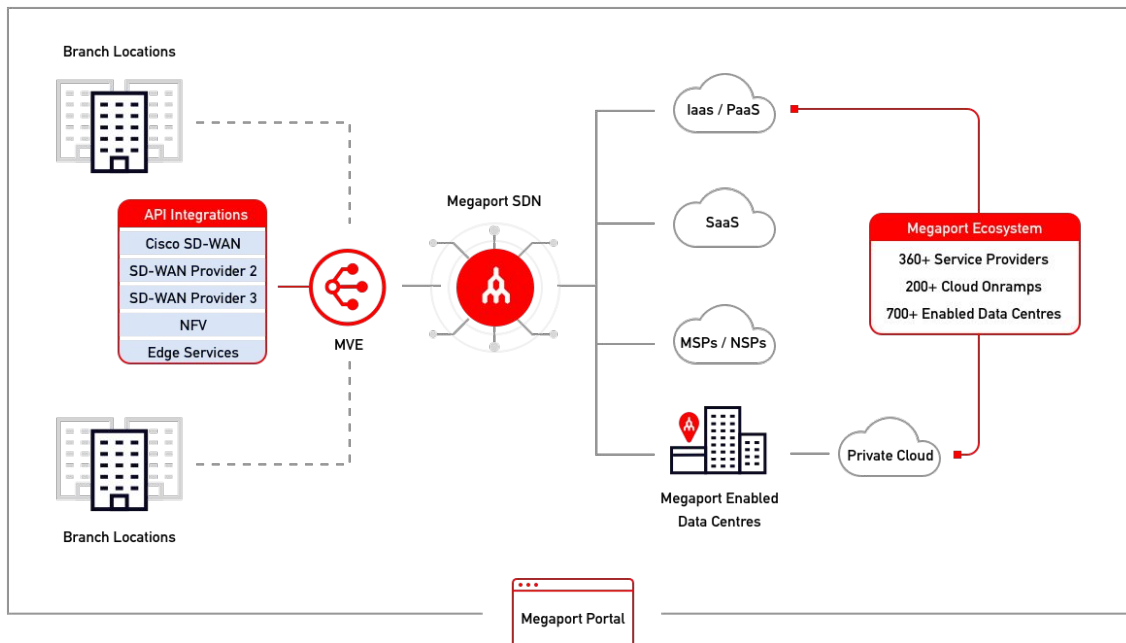 Branch Locations
API Integrations
Cisco SD-WAN
SD-WAN Provider 2
SD-WAN Provider 3
NFV
Edge Services
Branch Locations
MVE
Megaport SDN
Iaas / PaaS
SaaS
MSPs / NSPs
Megaport Enabled
Data Centres
Private Cloud
Megaport Ecosystem
360+ Service Providers
200+ Cloud Onramps
700+ Enabled Data Centres
Megaport Portal